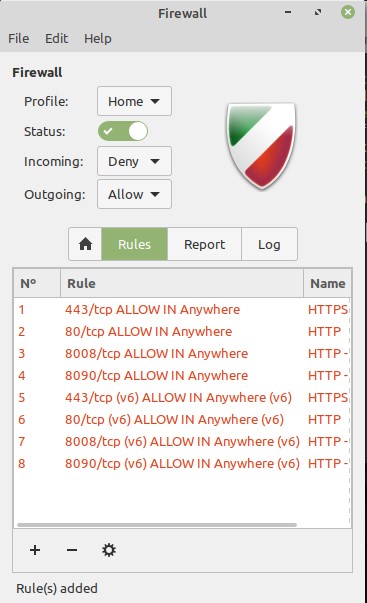 Firewall
File Edit Help
Firewall
Profile: Home
Status:
Incoming: Deny
Outgoing: Allow
Rules Report Log
Nº Rule Name
1 443/tcp ALLOW IN Anywhere HTTPS
2 80/tcp ALLOW IN Anywhere HTTP
3 8008/tcp ALLOW IN Anywhere HTTP -
4 8090/tcp ALLOW IN Anywhere HTTP -
5 443/tcp (v6) ALLOW IN Anywhere (v6) HTTPS
6 80/tcp (v6) ALLOW IN Anywhere (v6) HTTP
7 8008/tcp (v6) ALLOW IN Anywhere (v6) HTTP -
8 8090/tcp (v6) ALLOW IN Anywhere (v6) HTTP -
Rule(s) added